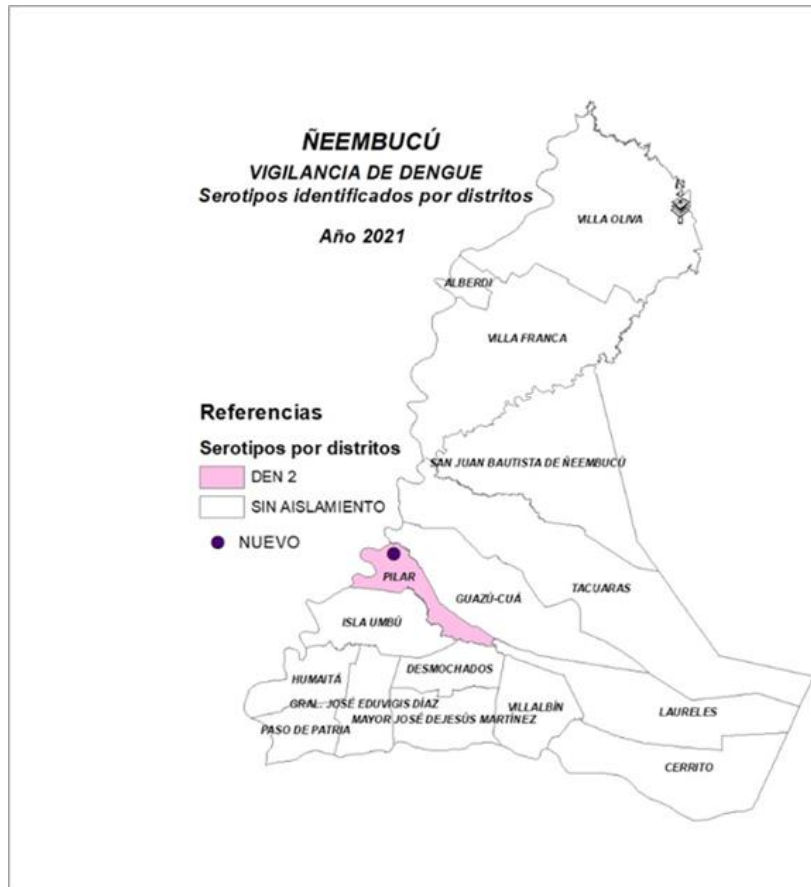 ÑEEMBUCÚ
VIGILANCIA DE DENGUE
Serotipos identificados por distritos
Año 2021
N
VILLA OLIVA
ALBERDI
VILLA FRANCA
Referencias
Serotipos por distritos
DEN 2
SIN AISLAMIENTO
NUEVO
SAN JUAN BAUTISTA DE ÑEEMBUCÚ
PILAR
GUAZÚ-CUÁ
TACUARAS
ISLA UMBÚ
HUMAITÁ
DESMOCHADOS
GRAL. JOSÉ EDUVIGIS DÍAZ
VILLALBÍN
LAURELES
MAYOR JOSÉ DEJESÚS MARTÍNEZ
PASO DE PATRIA
CERRITO